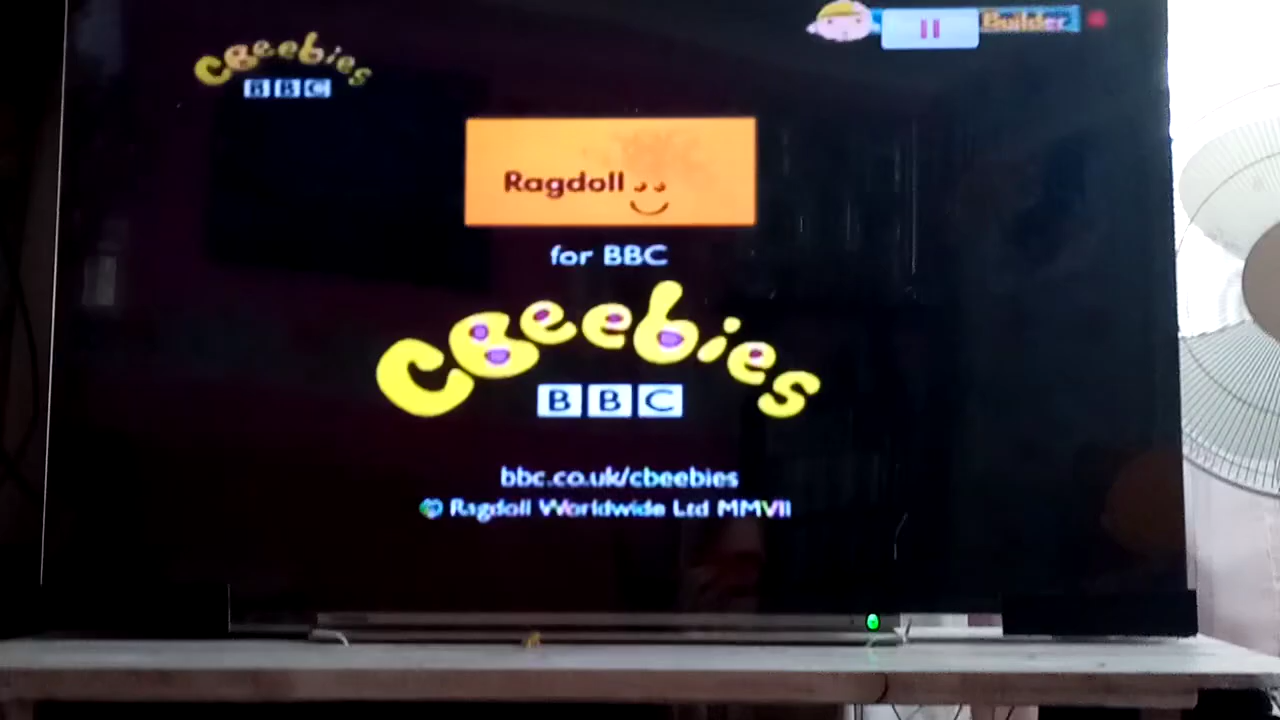 CBeebies
BBC
Builder
Ragdoll
for BBC
CBeebies
BBC
bbc.co.uk/cbeebies
© Ragdoll Worldwide Ltd MMVII